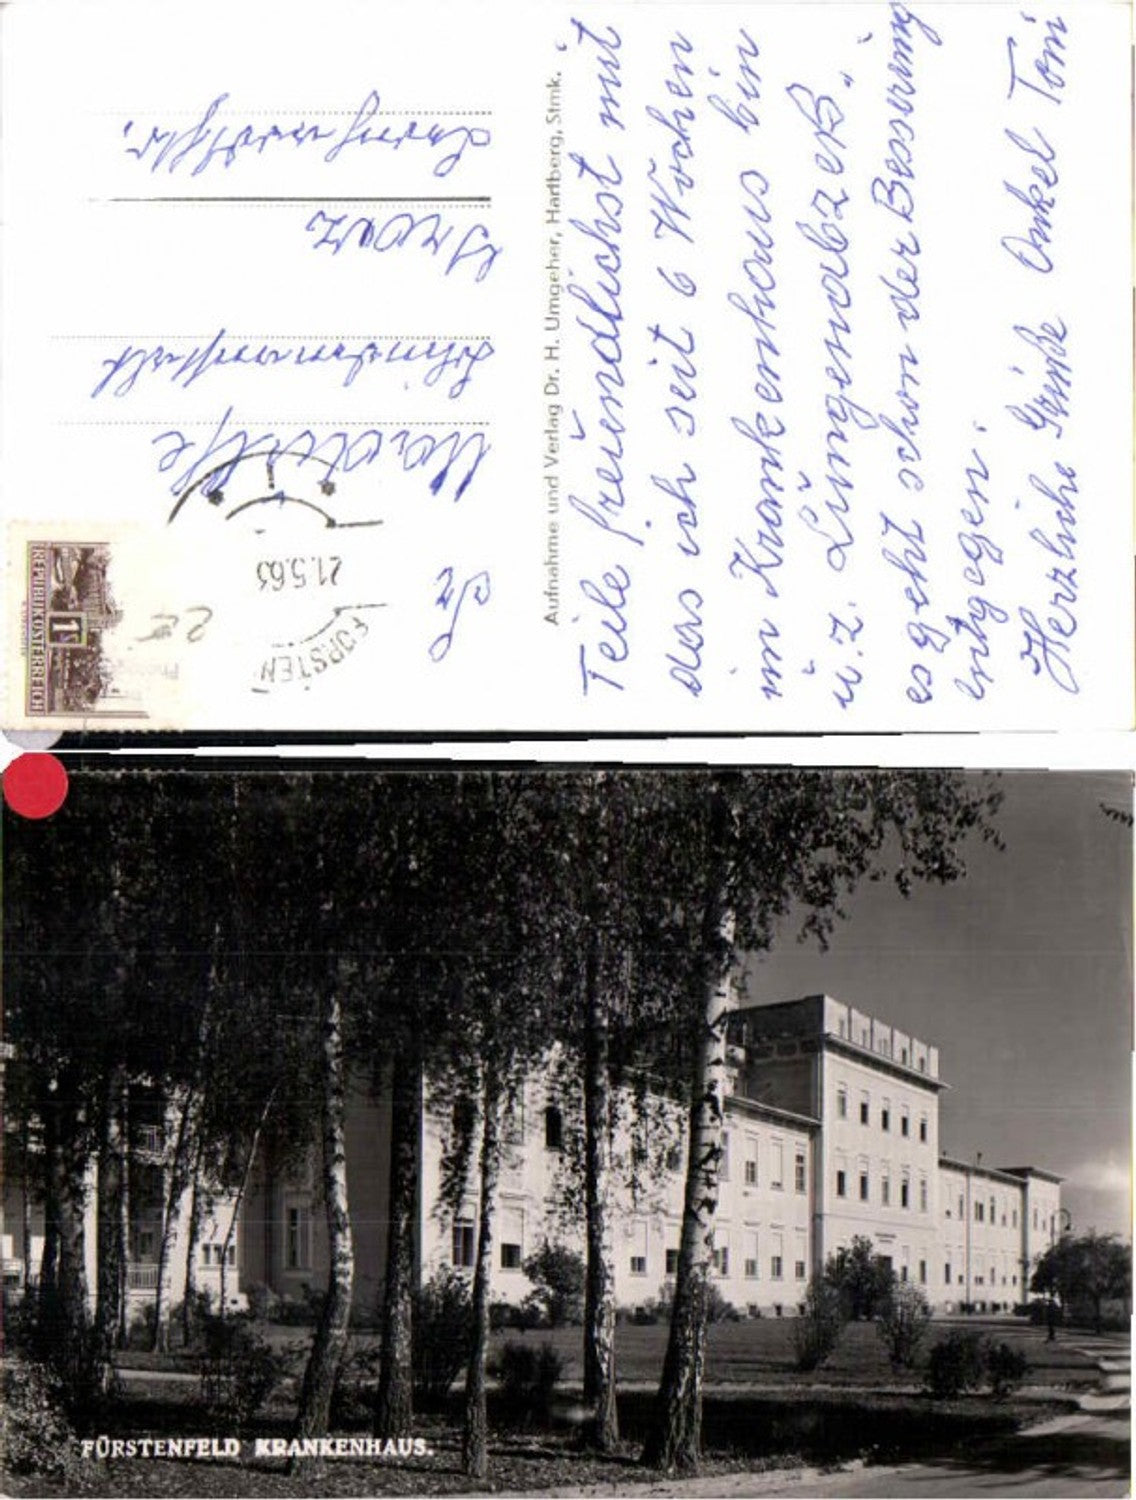 Teile freundlichst mit
das ich seit 6 Wochen
im Krankenhaus bin
u. z. Lungenabzeß.
es geht schon der Besserung
entgegen.
Herzliche Grüße Onkel Toni
Aufnahme und Verlag Dr. H. Umgeher, Hartberg, Stmk.
Graz
FÜRSTEN
21.5.63
REPUBLIK ÖSTERREICH
1
FÜRSTENFELD KRANKENHAUS.